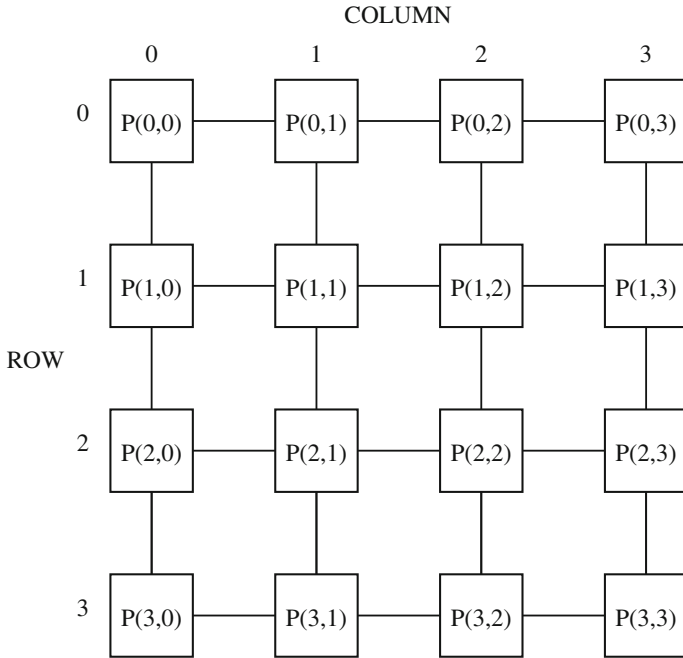 COLUMN
0 1 2 3
0 P(0,0) P(0,1) P(0,2) P(0,3)
1 P(1,0) P(1,1) P(1,2) P(1,3)
ROW
2 P(2,0) P(2,1) P(2,2) P(2,3)
3 P(3,0) P(3,1) P(3,2) P(3,3)